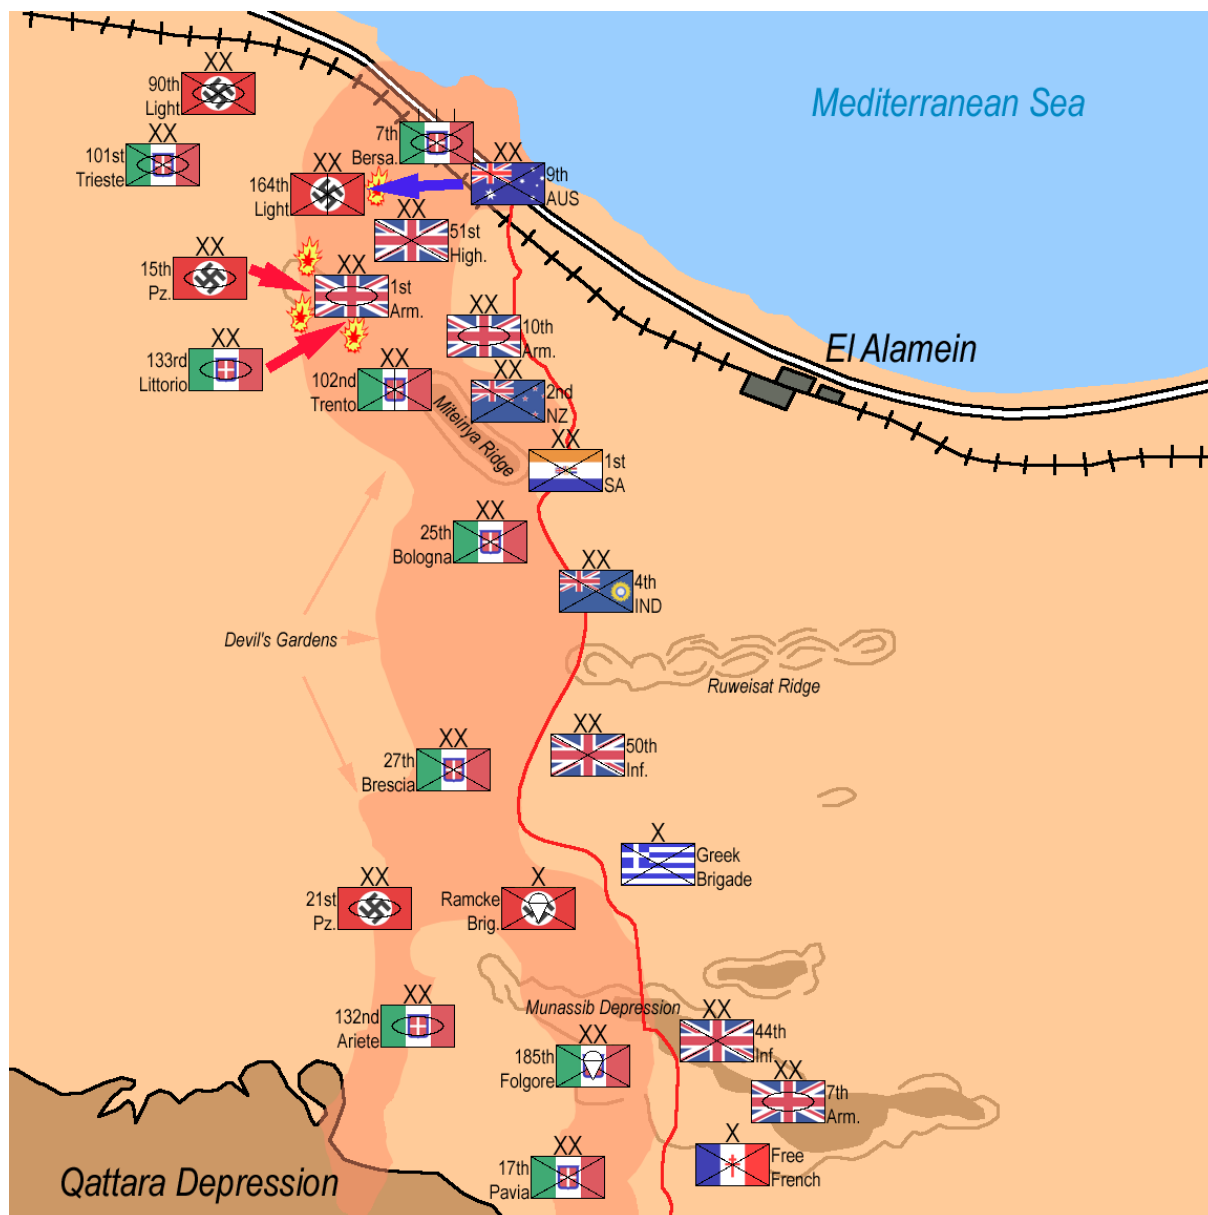 XX
90th
Light
Mediterranean Sea
XX
101st
Trieste
7th
Bersa.
XX
9th
AUS
XX
164th
Light
XX
51st
High.
XX
15th
Pz.
XX
1st
Arm.
XX
10th
Arm.
El Alamein
XX
133rd
Littorio
XX
102nd
Trento
XX
2nd
NZ
Miteiriya Ridge
XX
1st
SA
XX
25th
Bologna
XX
4th
IND
Devil's Gardens
Ruweisat Ridge
XX
27th
Brescia
XX
50th
Inf.
X
Greek
Brigade
XX
21st
Pz.
X
Ramcke
Brig.
XX
132nd
Ariete
Munassib Depression
XX
44th
Inf.
XX
185th
Folgore
XX
7th
Arm.
X
Free
French
XX
17th
Pavia
Qattara Depression